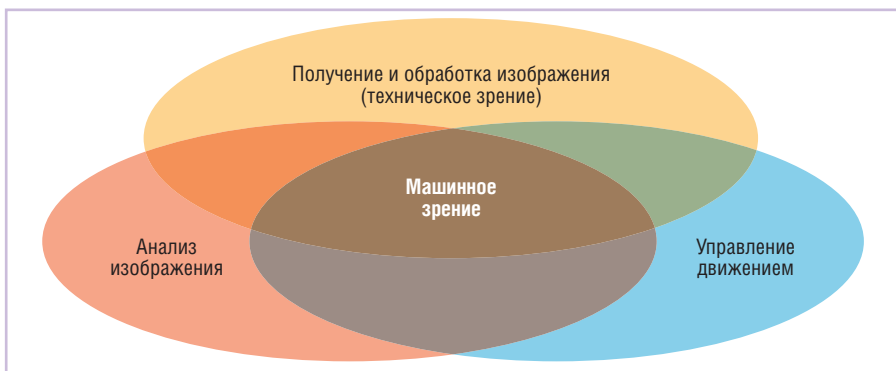 Получение и обработка изображения
(техническое зрение)
Машинное
зрение
Анализ
изображения
Управление
движением